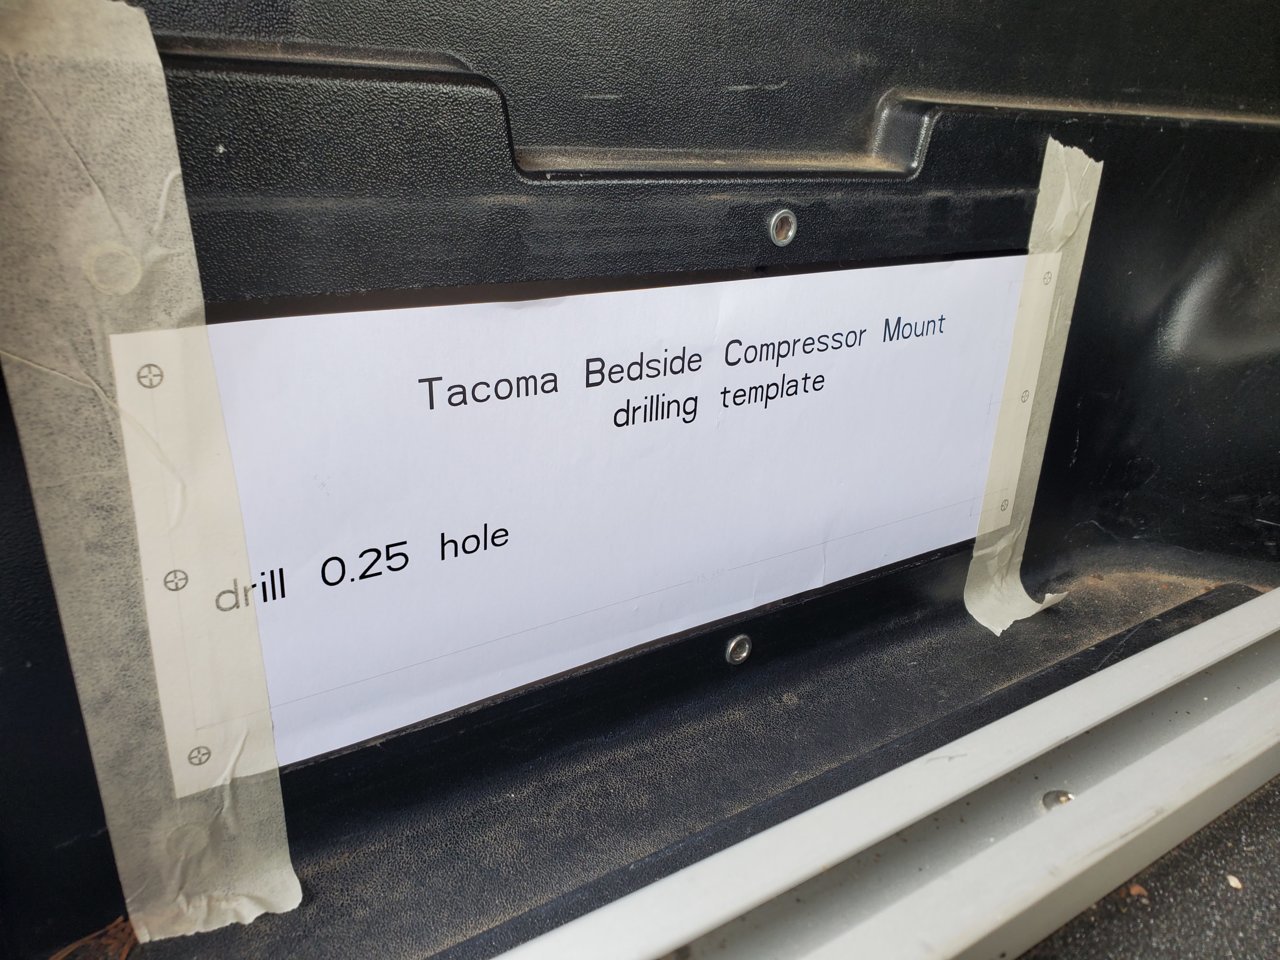 Tacoma Bedside Compressor Mount
drilling template
drill 0.25 hole